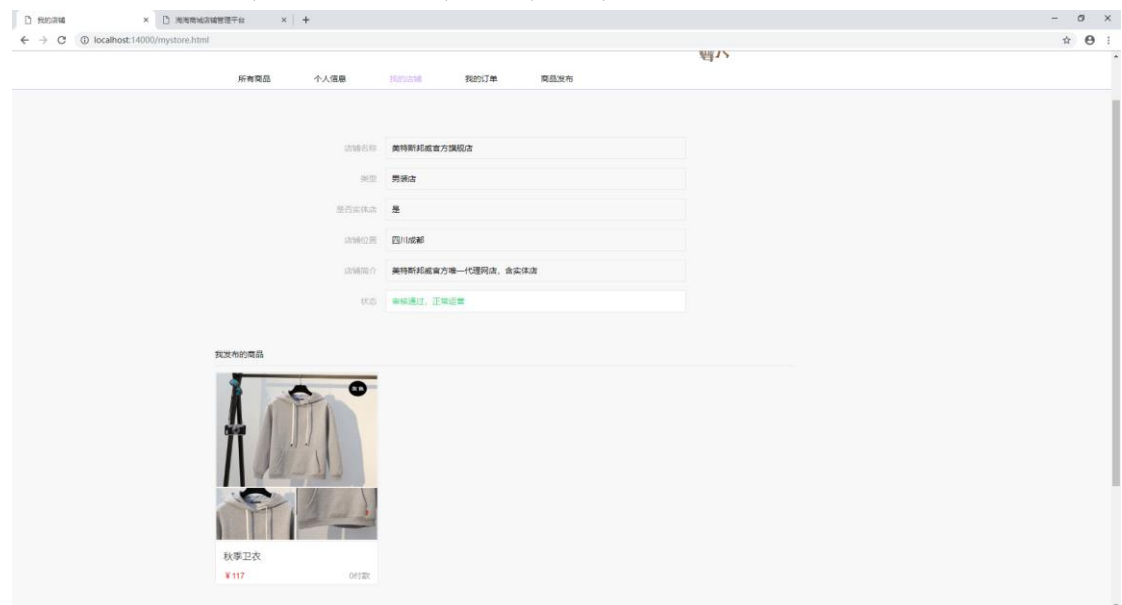 我的店铺
淘淘商城店铺管理平台
localhost:14000/mystore.html
所有商品 个人信息 我的店铺 我的订单 商品发布
店铺名称 美特斯邦威官方旗舰店
类型 男装店
是否实体店 是
店铺位置 四川成都
店铺简介 美特斯邦威官方唯一代理网店，含实体店
状态 审核通过，正常运营
我发布的商品
灰色
秋季卫衣
￥117 0付款